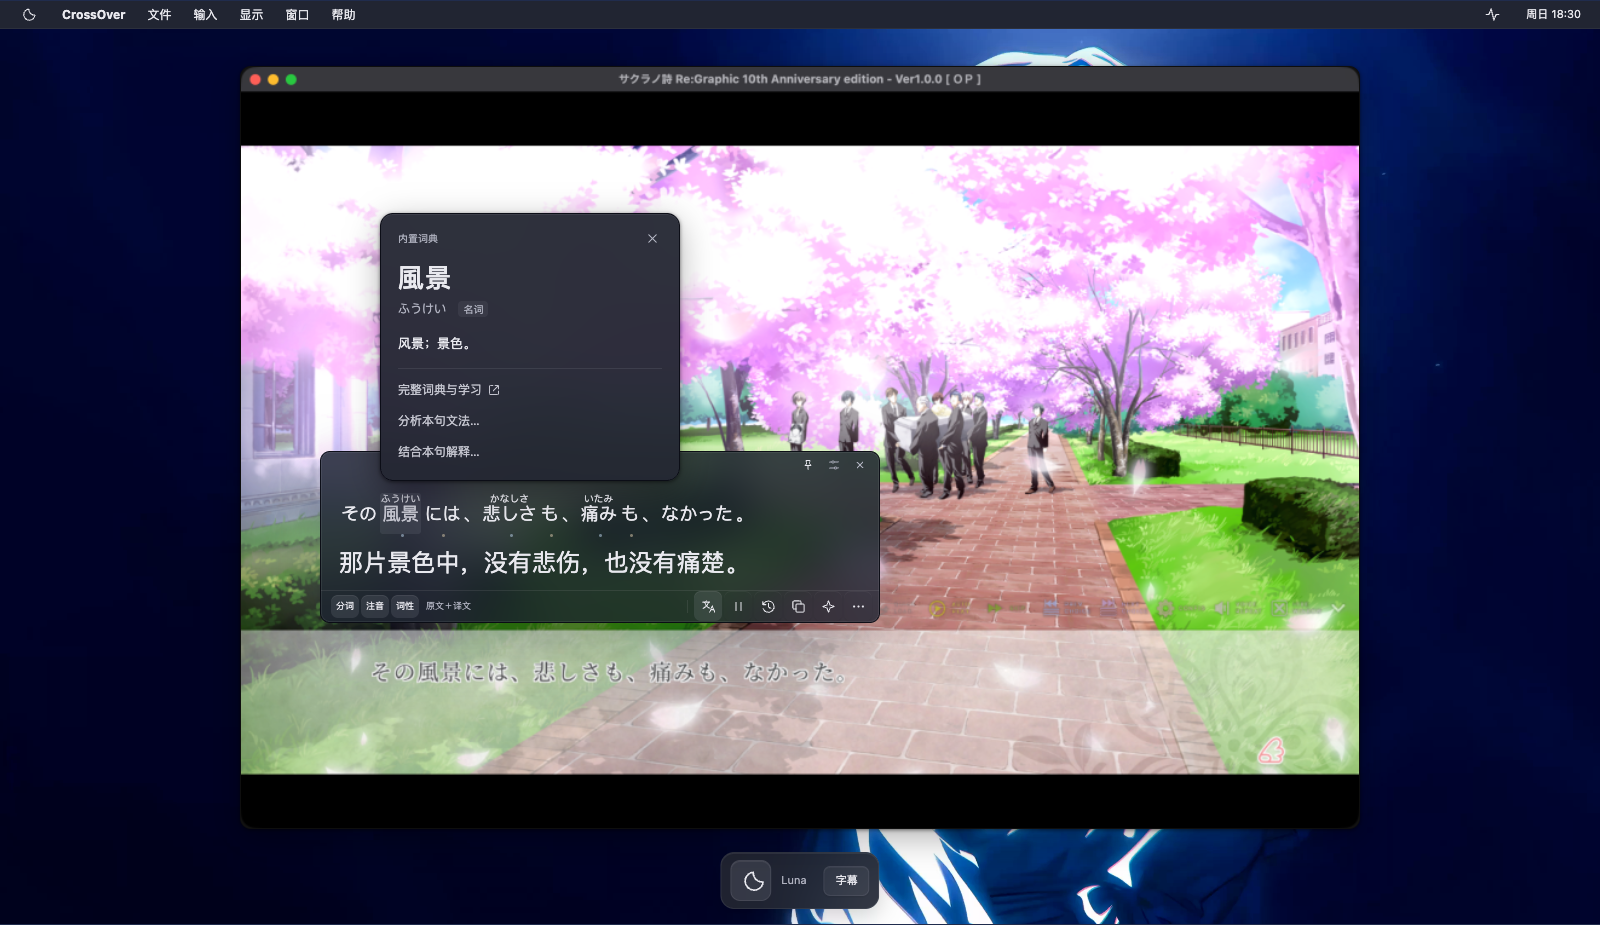 CrossOver 文件 输入 显示 窗口 帮助 周日 18:30
サクラノ詩 Re:Graphic 10th Anniversary edition - Ver1.0.0 [ O P ]
内置词典
風景
ふうけい 名词
风景；景色。
完整词典与学习
分析本句文法...
结合本句解释...
ふうけい かなしさ いたみ
その風景には、悲しさも、痛みも、なかった。
那片景色中，没有悲伤，也没有痛楚。
分词 注音 词性 原文+译文
その風景には、悲しさも、痛みも、なかった。
Luna 字幕